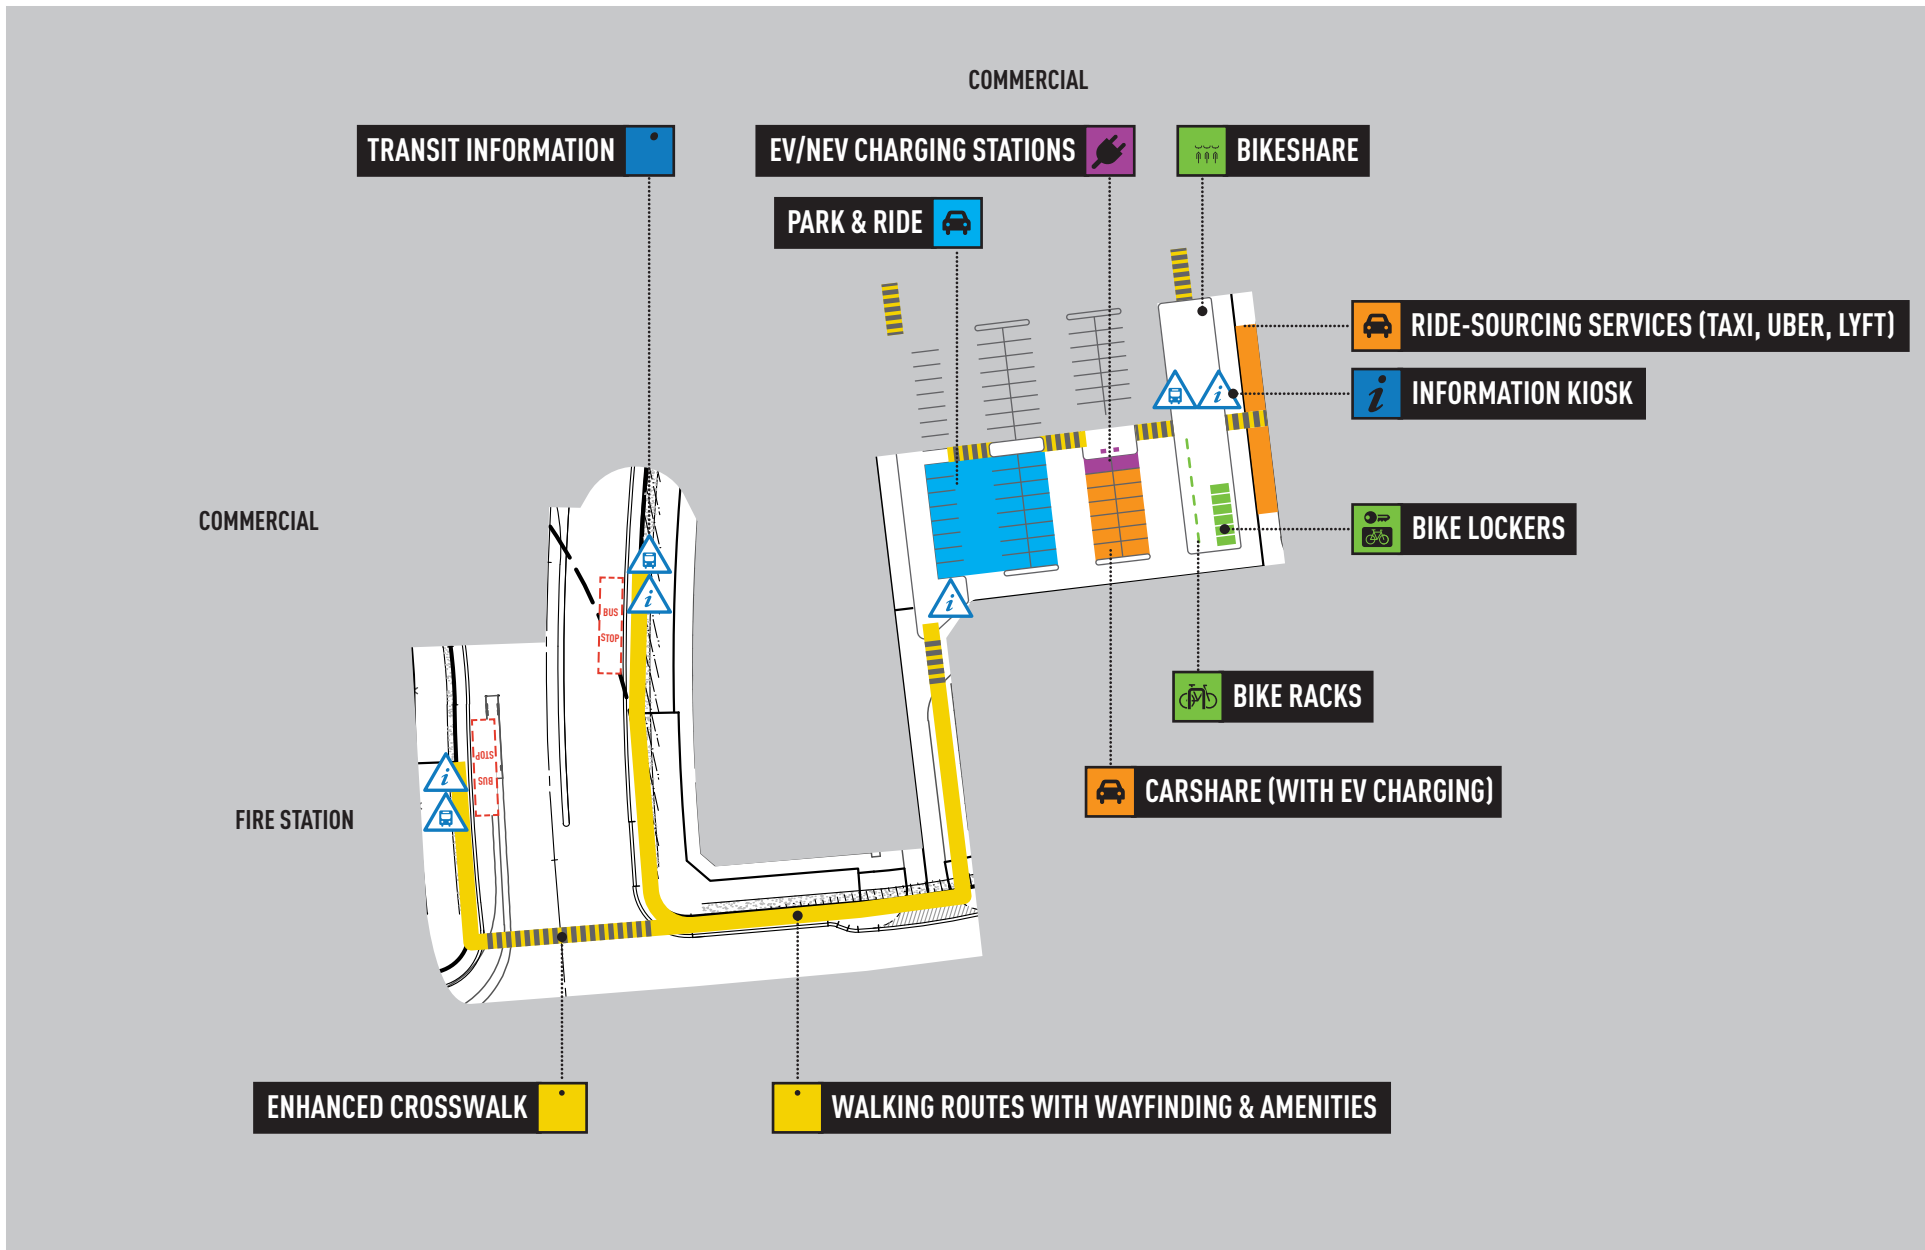 COMMERCIAL
TRANSIT INFORMATION
EV/NEV CHARGING STATIONS
BIKESHARE
PARK & RIDE
RIDE-SOURCING SERVICES (TAXI, UBER, LYFT)
i
i INFORMATION KIOSK
COMMERCIAL
BIKE LOCKERS
i
i
BUS
STOP
BIKE RACKS
STOP
BUS
i
CARSHARE (WITH EV CHARGING)
FIRE STATION
ENHANCED CROSSWALK
WALKING ROUTES WITH WAYFINDING & AMENITIES